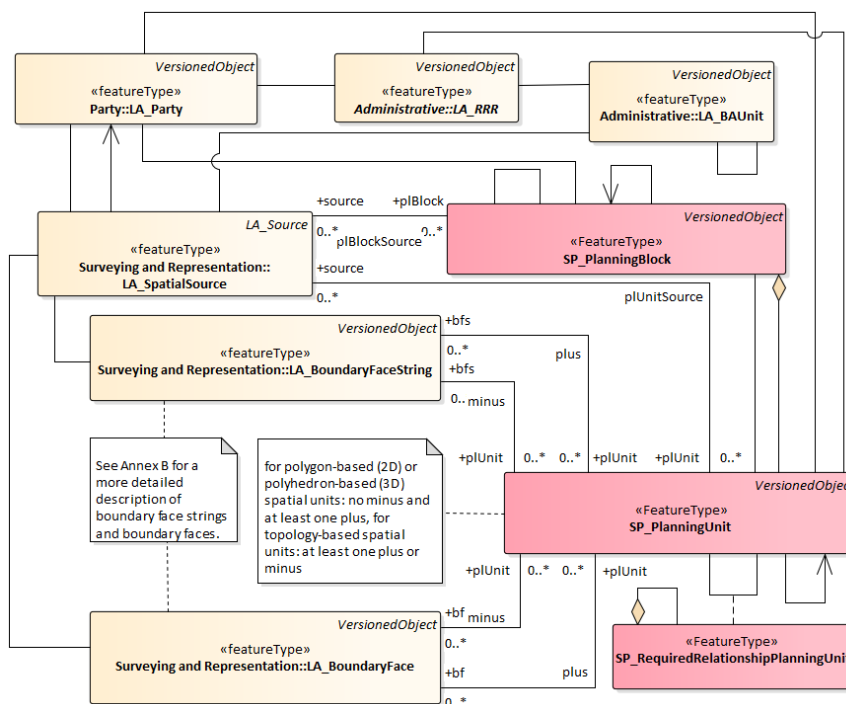 VersionedObject
«featureType»
Party::LA_Party
VersionedObject
«featureType»
Administrative::LA_RRR
VersionedObject
«featureType»
Administrative::LA_BAUnit
LA_Source
«featureType»
Surveying and Representation::
LA_SpatialSource
+source
+plBlock
0..*
plBlockSource
0..*
+source
0..*
VersionedObject
«FeatureType»
SP_PlanningBlock
plUnitSource
VersionedObject
«featureType»
Surveying and Representation::LA_BoundaryFaceString
+bfs
0..*
plus
+bfs
0..
minus
See Annex B for a
more detailed
description of
boundary face strings
and boundary faces.
for polygon-based (2D) or
polyhedron-based (3D)
spatial units: no minus and
at least one plus, for
topology-based spatial
units: at least one plus or
minus
+plUnit
0..*
0..*
+plUnit
+plUnit
0..*
VersionedObject
«FeatureType»
SP_PlanningUnit
+plUnit
0..*
0..*
+plUnit
VersionedObject
«featureType»
Surveying and Representation::LA_BoundaryFace
+bf
minus
0..*
+bf
plus
0..*
«FeatureType»
SP_RequiredRelationshipPlanningUnit